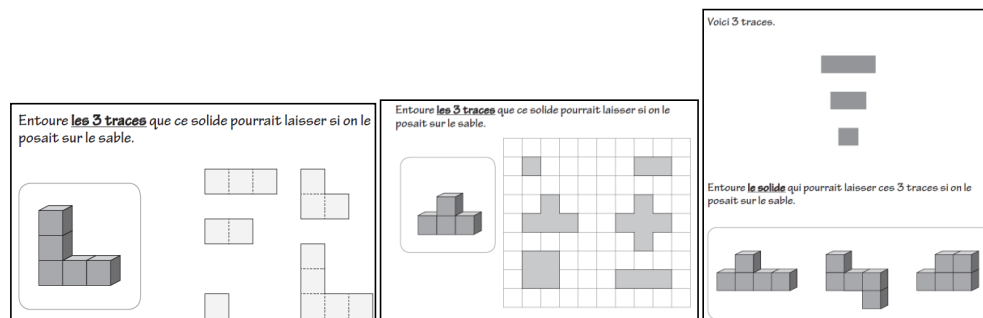 Entoure les 3 traces que ce solide pourrait laisser si on le
posait sur le sable.
Entoure les 3 traces que ce solide pourrait laisser si on le
posait sur le sable.
Voici 3 traces.
Entoure le solide qui pourrait laisser ces 3 traces si on le
posait sur le sable.